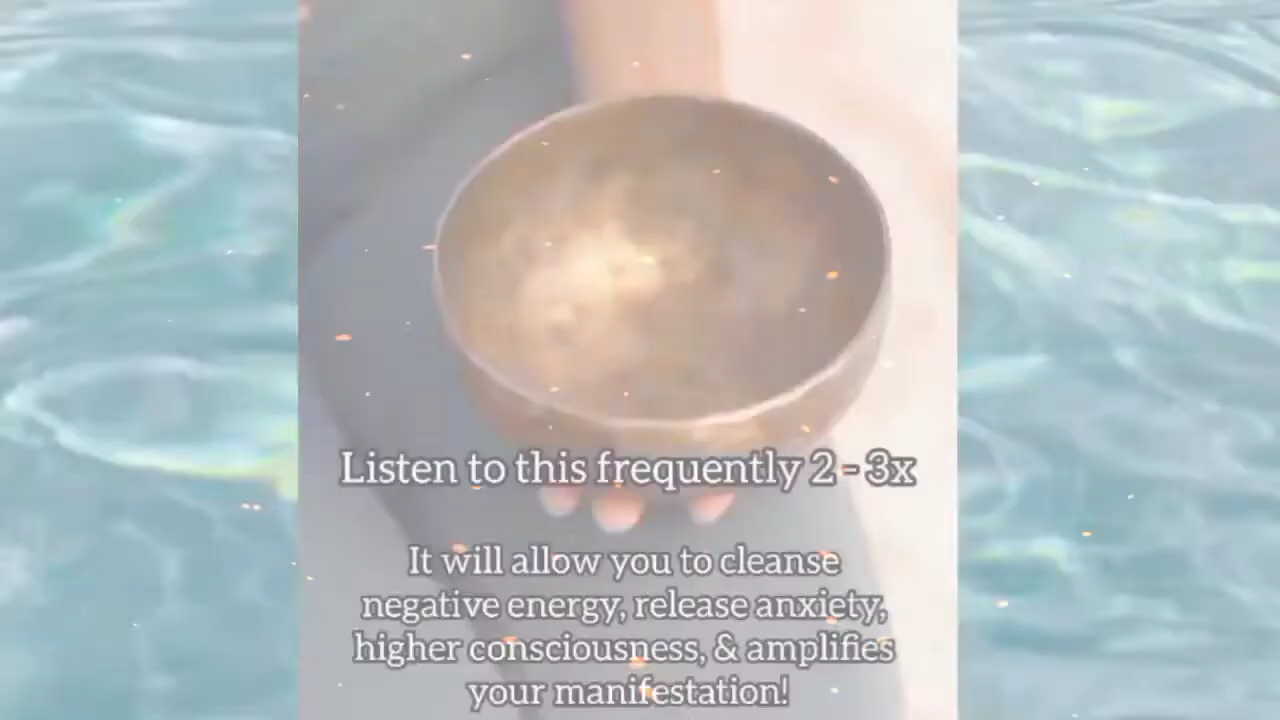 Listen to this frequently 2 - 3x
It will allow you to cleanse
negative energy, release anxiety,
higher consciousness, & amplifies
your manifestation!